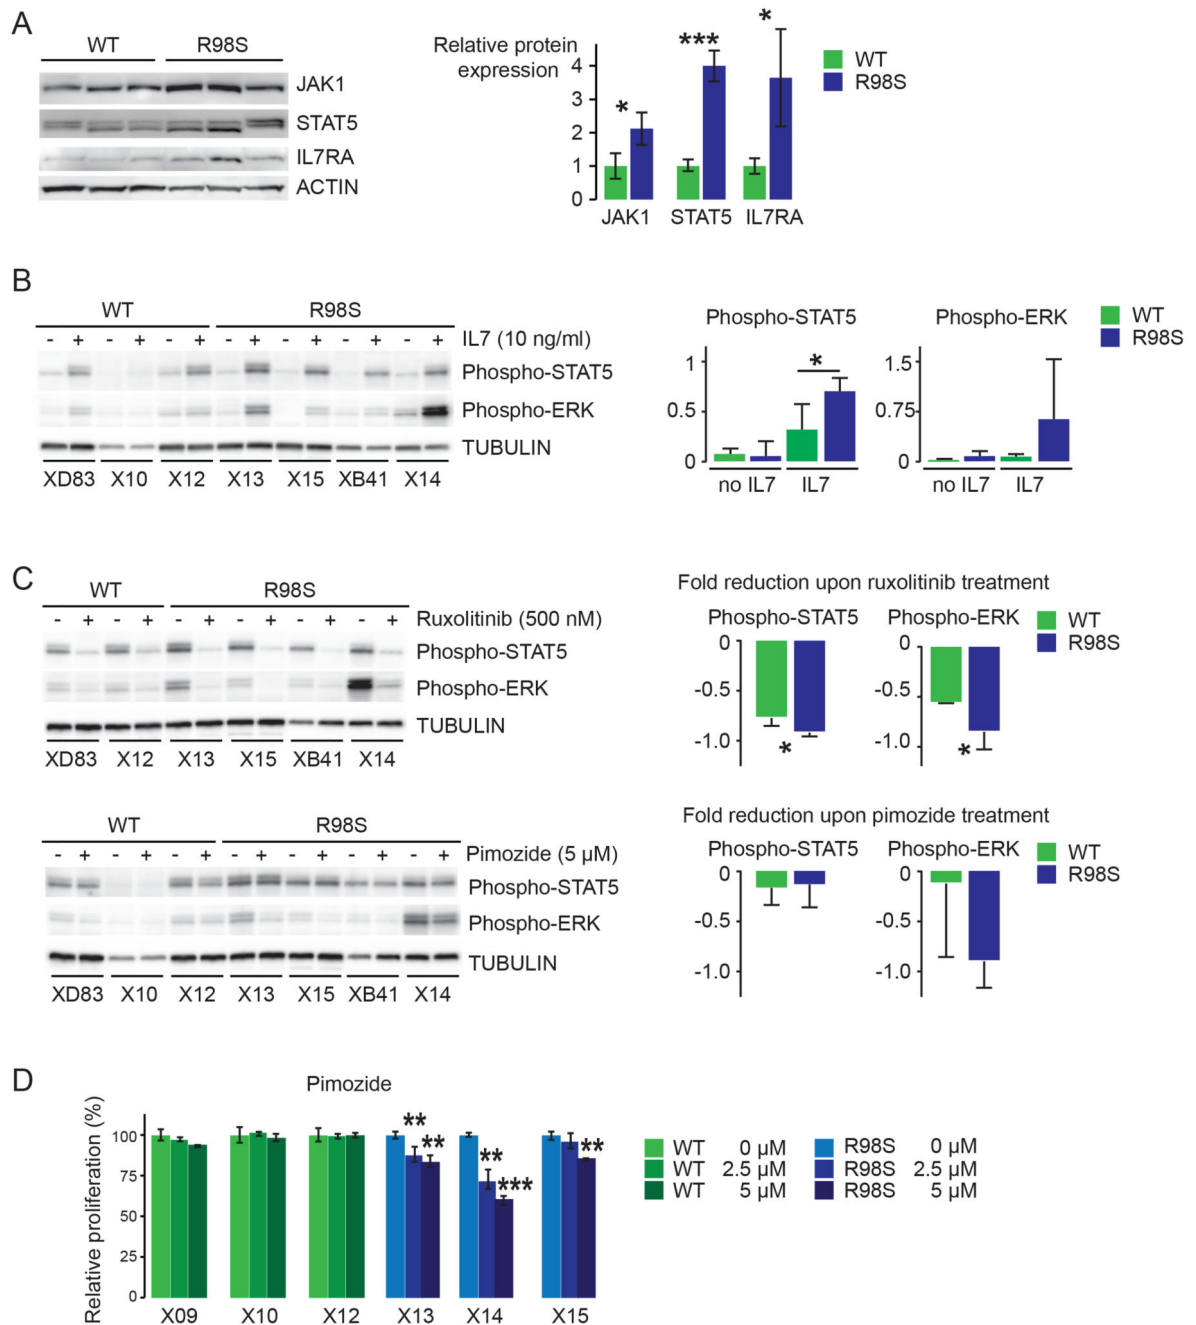 A
WT R98S
JAK1
STAT5
IL7RA
ACTIN
Relative protein
expression
4
2
1
0
* *** *
JAK1 STAT5 IL7RA
WT
R98S
B
WT R98S
- + - + - + - + - + - + - + IL7 (10 ng/ml)
Phospho-STAT5
Phospho-ERK
TUBULIN
XD83 X10 X12 X13 X15 XB41 X14
Phospho-STAT5
1
0.5
0
*
no IL7 IL7
Phospho-ERK
1.5
0.75
0
no IL7 IL7
WT
R98S
C
WT R98S
- + - + - + - + - + - + Ruxolitinib (500 nM)
Phospho-STAT5
Phospho-ERK
TUBULIN
XD83 X12 X13 X15 XB41 X14
Fold reduction upon ruxolitinib treatment
Phospho-STAT5
0
-0.5
-1.0
*
Phospho-ERK
0
-0.5
-1.0
*
WT
R98S
WT R98S
- + - + - + - + - + - + - + Pimozide (5 µM)
Phospho-STAT5
Phospho-ERK
TUBULIN
XD83 X10 X12 X13 X15 XB41 X14
Fold reduction upon pimozide treatment
Phospho-STAT5
0
-0.5
-1.0
Phospho-ERK
0
-0.5
-1.0
WT
R98S
D
Pimozide
Relative proliferation (%)
100
75
50
25
0
** ** ** *** **
X09 X10 X12 X13 X14 X15
WT 0 µM R98S 0 µM
WT 2.5 µM R98S 2.5 µM
WT 5 µM R98S 5 µM